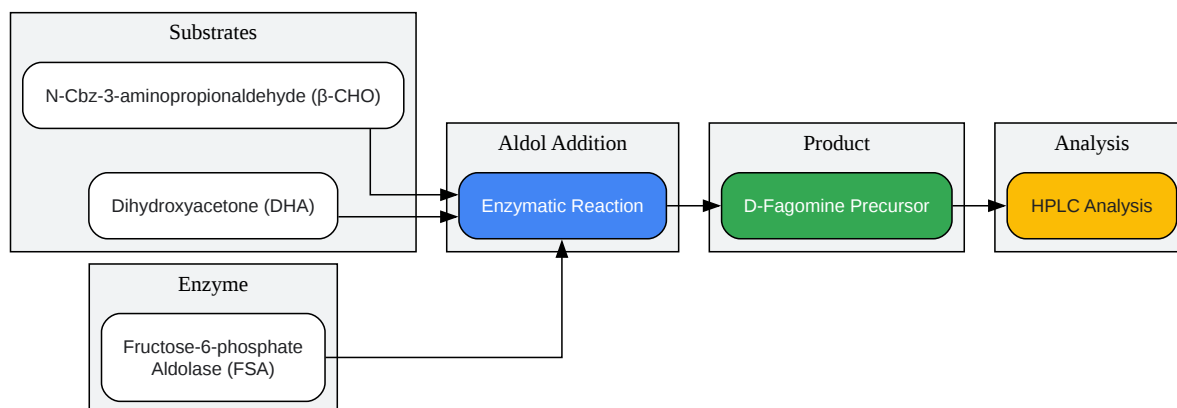 Substrates
N-Cbz-3-aminopropionaldehyde (β-CHO)
Dihydroxyacetone (DHA)
Enzyme
Fructose-6-phosphate
Aldolase (FSA)
Aldol Addition
Enzymatic Reaction
Product
D-Fagomine Precursor
Analysis
HPLC Analysis